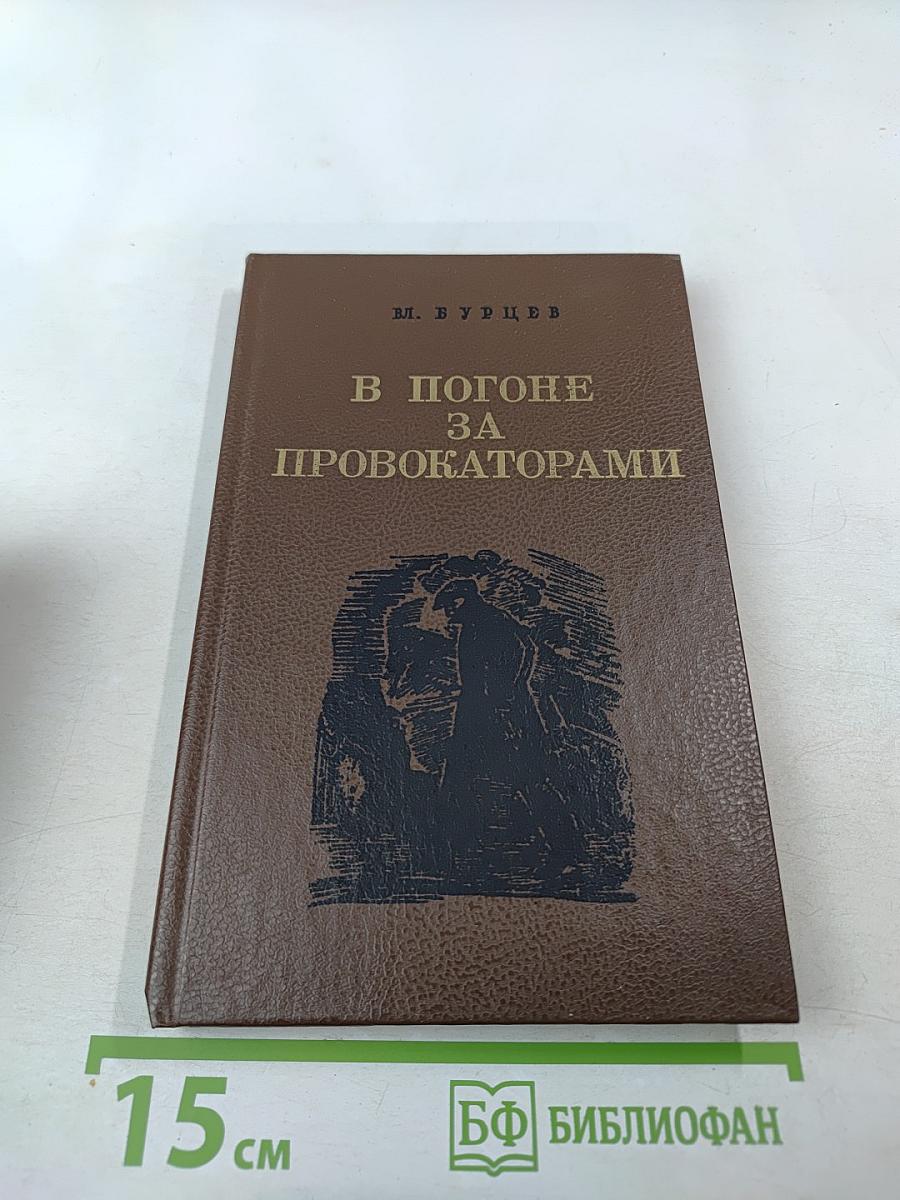 ВЛ. БУРЦЕВ
В ПОГОНЕ
ЗА
ПРОВОКАТОРАМИ
15 см
БФ БИБЛИОФАН